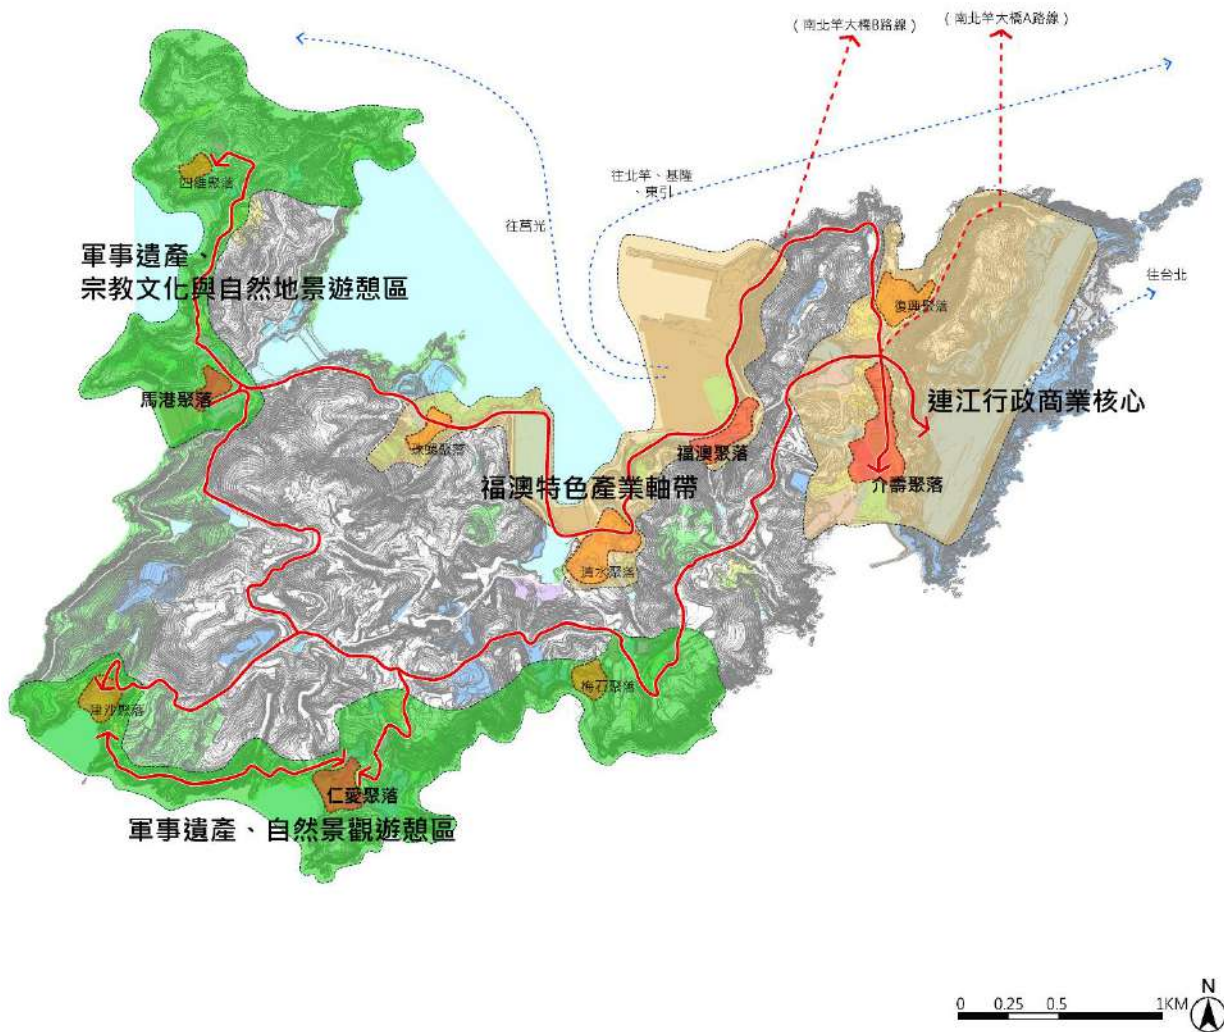 （南北竿大橋B路線）
（南北竿大橋A路線）
往北竿、基隆
、東引
往莒光
四維聚落
往台北
軍事遺產、
宗教文化與自然地景遊憩區
復興聚落
馬港聚落
連江行政商業核心
珠螺聚落
福澳聚落
福澳特色產業軸帶
介壽聚落
清水聚落
梅石聚落
津沙聚落
仁愛聚落
軍事遺產、自然景觀遊憩區
0 0.25 0.5 1KM
N